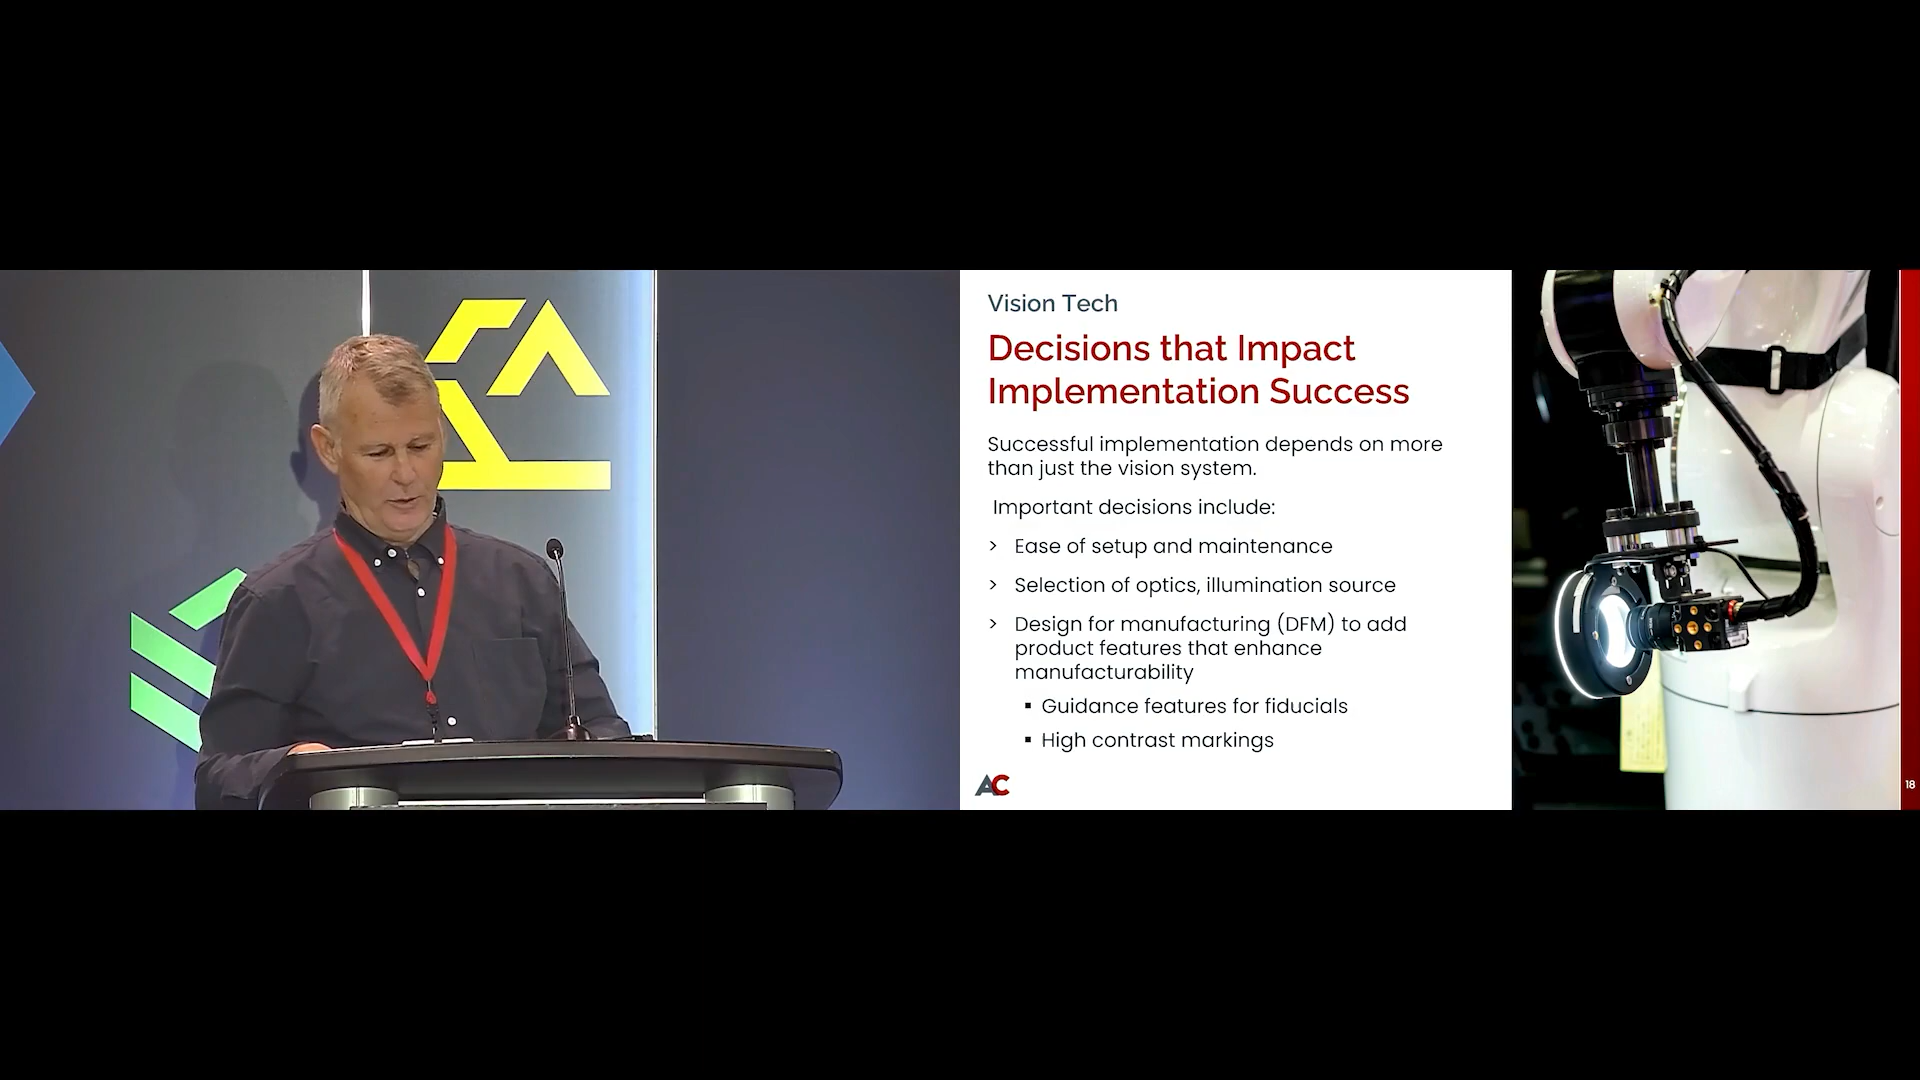 Vision Tech
Decisions that Impact
Implementation Success
Successful implementation depends on more
than just the vision system.
Important decisions include:
> Ease of setup and maintenance
> Selection of optics, illumination source
> Design for manufacturing (DFM) to add
product features that enhance
manufacturability
▪ Guidance features for fiducials
▪ High contrast markings
AC
18